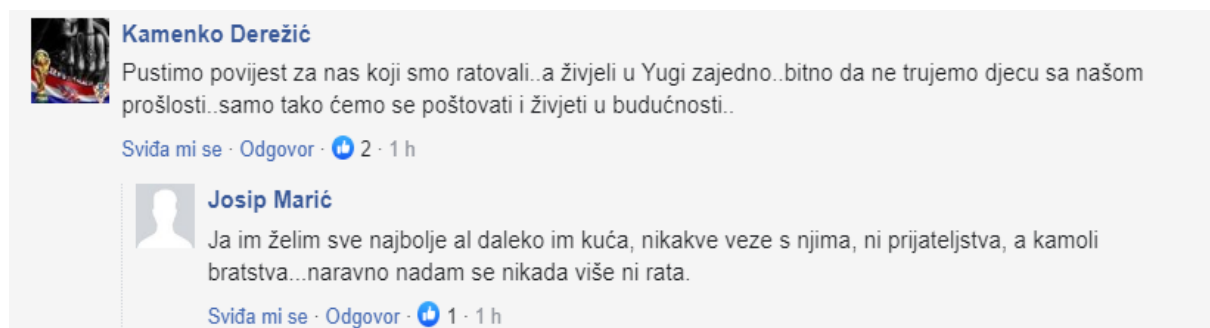 Kamenko Derežić
Pustimo povijest za nas koji smo ratovali..a živjeli u Yugi zajedno..bitno da ne trujemo djecu sa našom
prošlosti..samo tako ćemo se poštovati i živjeti u budućnosti..
Sviđa mi se · Odgovor · 2 · 1 h
Josip Marić
Ja im želim sve najbolje al daleko im kuća, nikakve veze s njima, ni prijateljstva, a kamoli
bratstva...naravno nadam se nikada više ni rata.
Sviđa mi se · Odgovor · 1 · 1 h